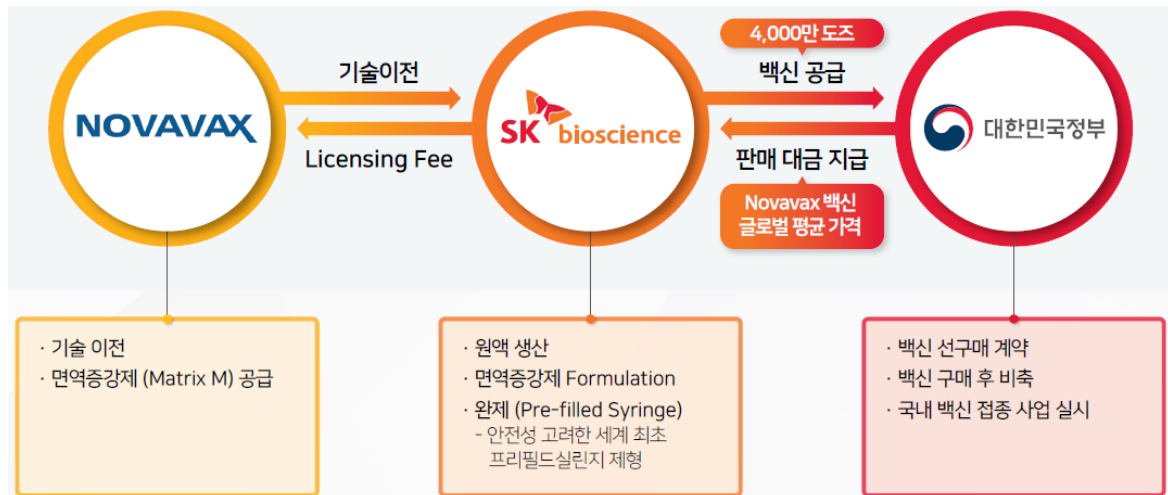 NOVAVAX
기술이전
Licensing Fee
SK bioscience
4,000만 도즈
백신 공급
판매 대금 지급
Novavax 백신
글로벌 평균 가격
대한민국정부
· 기술 이전
· 면역증강제 (Matrix M) 공급
· 원액 생산
· 면역증강제 Formulation
· 완제 (Pre-filled Syringe)
- 안전성 고려한 세계 최초
프리필드실린지 제형
· 백신 선구매 계약
· 백신 구매 후 비축
· 국내 백신 접종 사업 실시